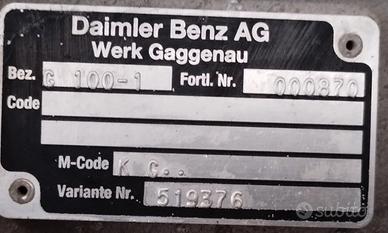 Daimler Benz AG
Werk Gaggenau
Bez. G 100-1 Fortl. Nr. 000870
Code
M-Code K G..
Variante Nr. 519376
subito